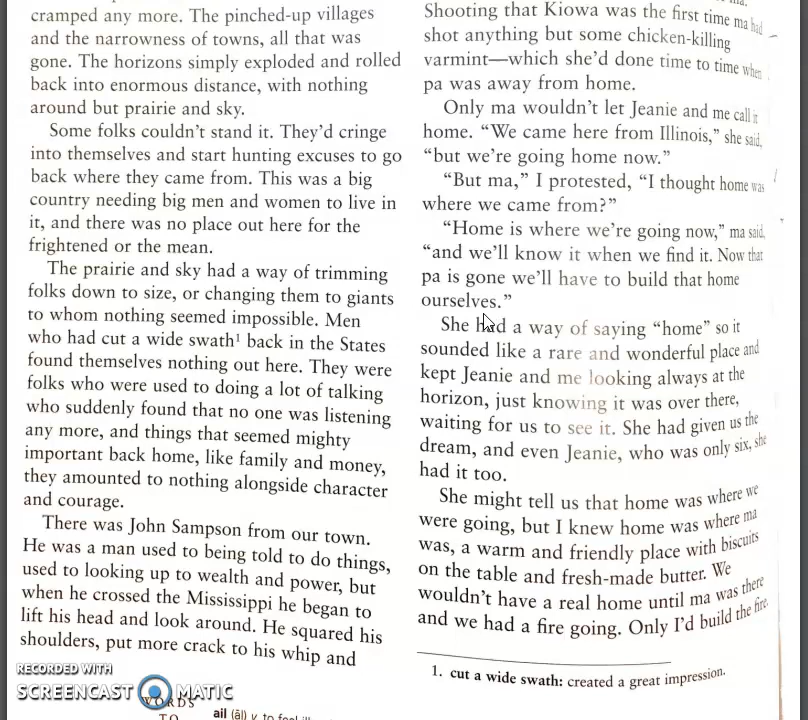 cramped any more. The pinched-up villages
and the narrowness of towns, all that was
gone. The horizons simply exploded and rolled
back into enormous distance, with nothing
around but prairie and sky.
Some folks couldn't stand it. They'd cringe
into themselves and start hunting excuses to go
back where they came from. This was a big
country needing big men and women to live in
it, and there was no place out here for the
frightened or the mean.
The prairie and sky had a way of trimming
folks down to size, or changing them to giants
to whom nothing seemed impossible. Men
who had cut a wide swath¹ back in the States
found themselves nothing out here. They were
folks who were used to doing a lot of talking
who suddenly found that no one was listening
any more, and things that seemed mighty
important back home, like family and money,
they amounted to nothing alongside character
and courage.
There was John Sampson from our town.
He was a man used to being told to do things,
used to looking up to wealth and power, but
when he crossed the Mississippi he began to
lift his head and look around. He squared his
shoulders, put more crack to his whip and
Shooting that Kiowa was the first time ma had
shot anything but some chicken-killing
varmint—which she'd done time to time when
pa was away from home.
Only ma wouldn't let Jeanie and me call it
home. "We came here from Illinois," she said,
"but we're going home now."
"But ma," I protested, "I thought home was
where we came from?"
"Home is where we're going now," ma said,
"and we'll know it when we find it. Now that
pa is gone we'll have to build that home
ourselves."
She had a way of saying "home" so it
sounded like a rare and wonderful place and
kept Jeanie and me looking always at the
horizon, just knowing it was over there,
waiting for us to see it. She had given us the
dream, and even Jeanie, who was only six, she
had it too.
She might tell us that home was where we
were going, but I knew home was where ma
was, a warm and friendly place with biscuits
on the table and fresh-made butter. We
wouldn't have a real home until ma was there
and we had a fire going. Only I'd build the fire.
1. cut a wide swath: created a great impression.
RECORDED WITH
SCREENCAST MATIC
WORDS
TO
ail (āl) v. to feel